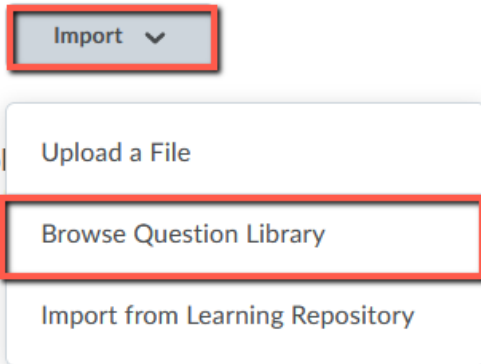 Import
Upload a File
Browse Question Library
Import from Learning Repository